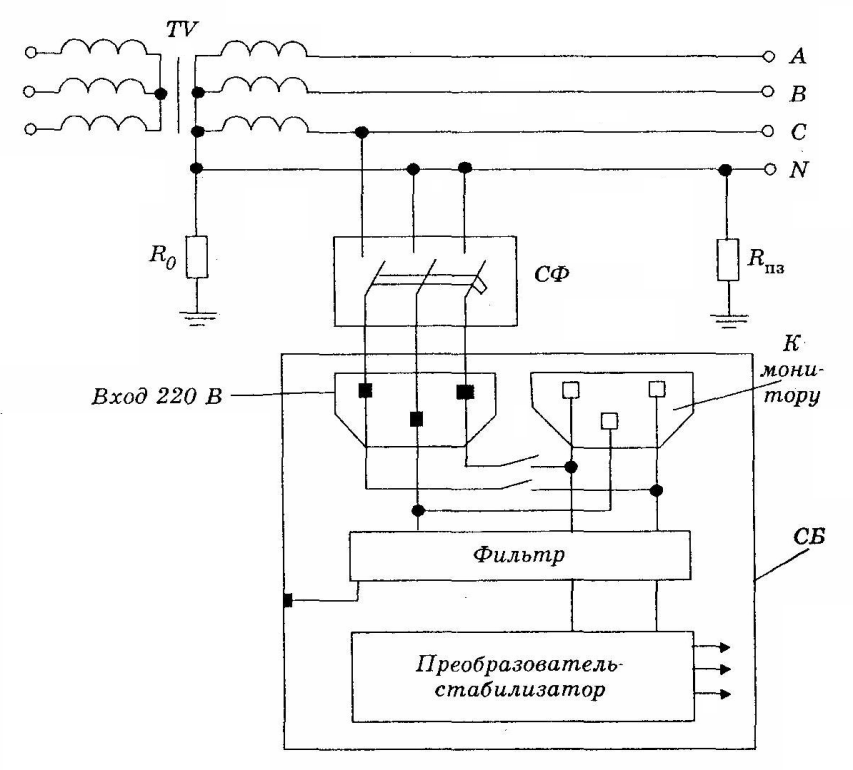 TV
A
B
C
N
R0
Rпз
СФ
К
мони-
тору
Вход 220 В
СБ
Фильтр
Преобразователь-
стабилизатор